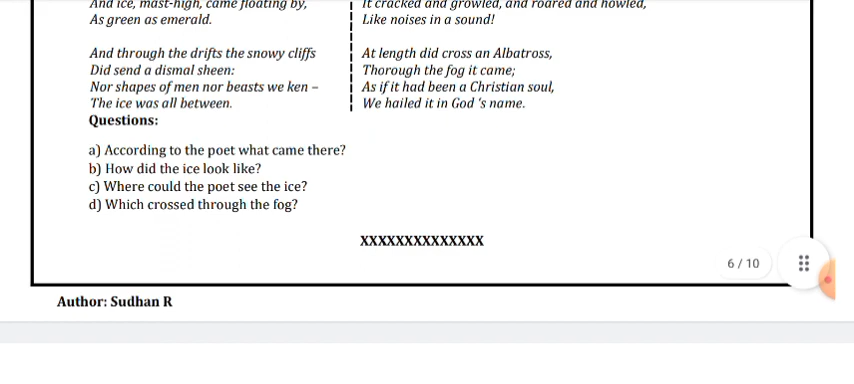 And ice, mast-high, came floating by,
As green as emerald.
And through the drifts the snowy cliffs
Did send a dismal sheen:
Nor shapes of men nor beasts we ken –
The ice was all between.
It cracked and growled, and roared and howled,
Like noises in a sound!
At length did cross an Albatross,
Thorough the fog it came;
As if it had been a Christian soul,
We hailed it in God 's name.
Questions:
a) According to the poet what came there?
b) How did the ice look like?
c) Where could the poet see the ice?
d) Which crossed through the fog?
XXXXXXXXXXXXXX
6 / 10
Author: Sudhan R